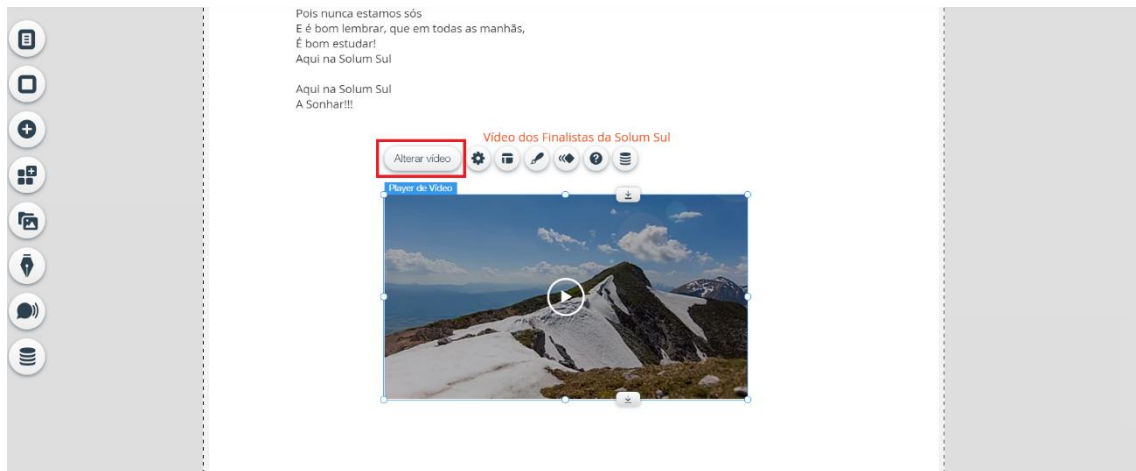 Pois nunca estamos sós
E é bom lembrar, que em todas as manhãs,
É bom estudar!
Aqui na Solum Sul
Aqui na Solum Sul
A Sonhar!!!
Vídeo dos Finalistas da Solum Sul
Alterar vídeo
Player de Vídeo